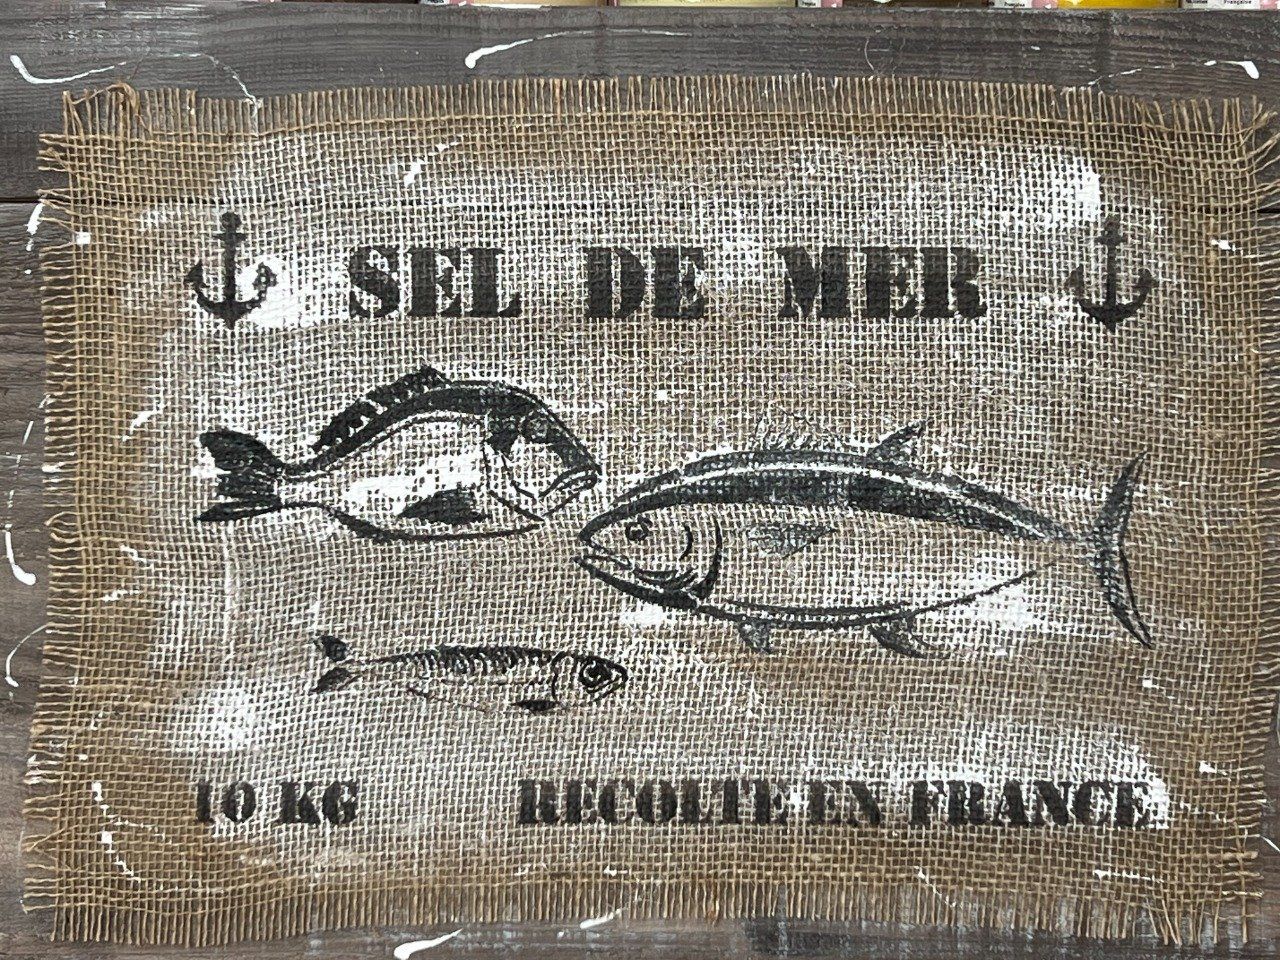 SEL DE MER
10 KG RECOLTE EN FRANCE